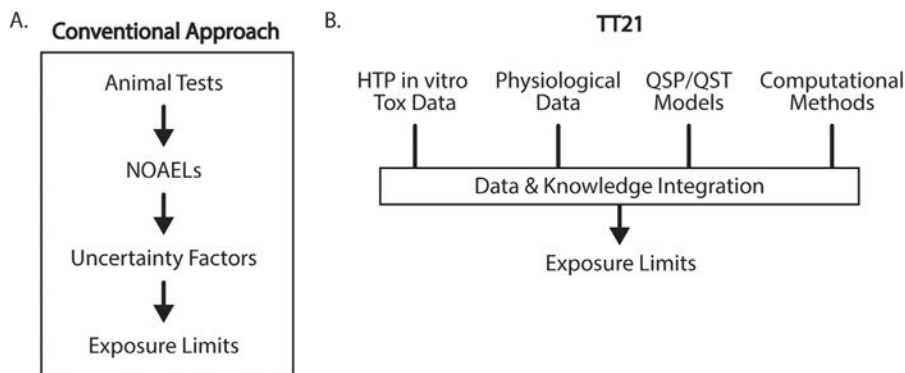 A.
Conventional Approach
Animal Tests
NOAELs
Uncertainty Factors
Exposure Limits
B.
TT21
HTP in vitro
Tox Data
Physiological
Data
QSP/QST
Models
Computational
Methods
Data & Knowledge Integration
Exposure Limits